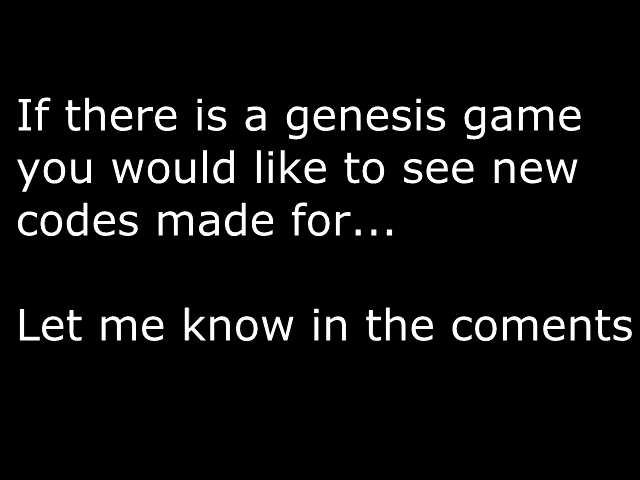 If there is a genesis game
you would like to see new
codes made for...
Let me know in the coments